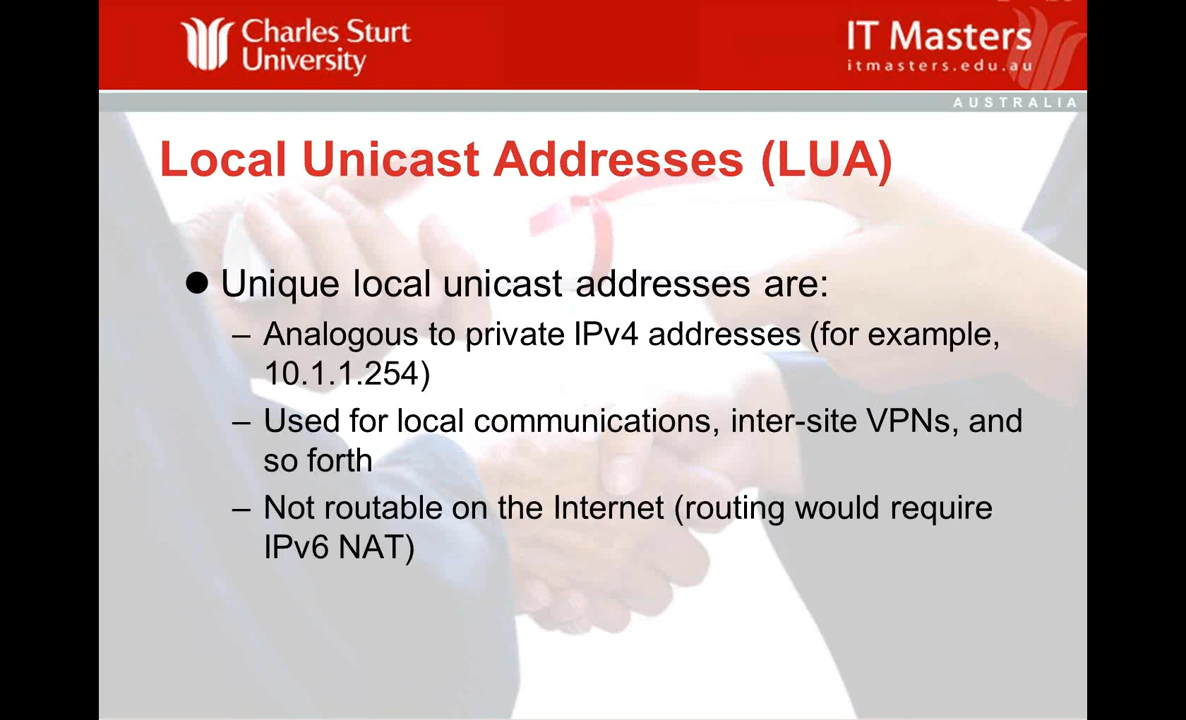 Charles Sturt
University
IT Masters
itmasters.edu.au
AUSTRALIA
Local Unicast Addresses (LUA)
● Unique local unicast addresses are:
– Analogous to private IPv4 addresses (for example,
10.1.1.254)
– Used for local communications, inter-site VPNs, and
so forth
– Not routable on the Internet (routing would require
IPv6 NAT)